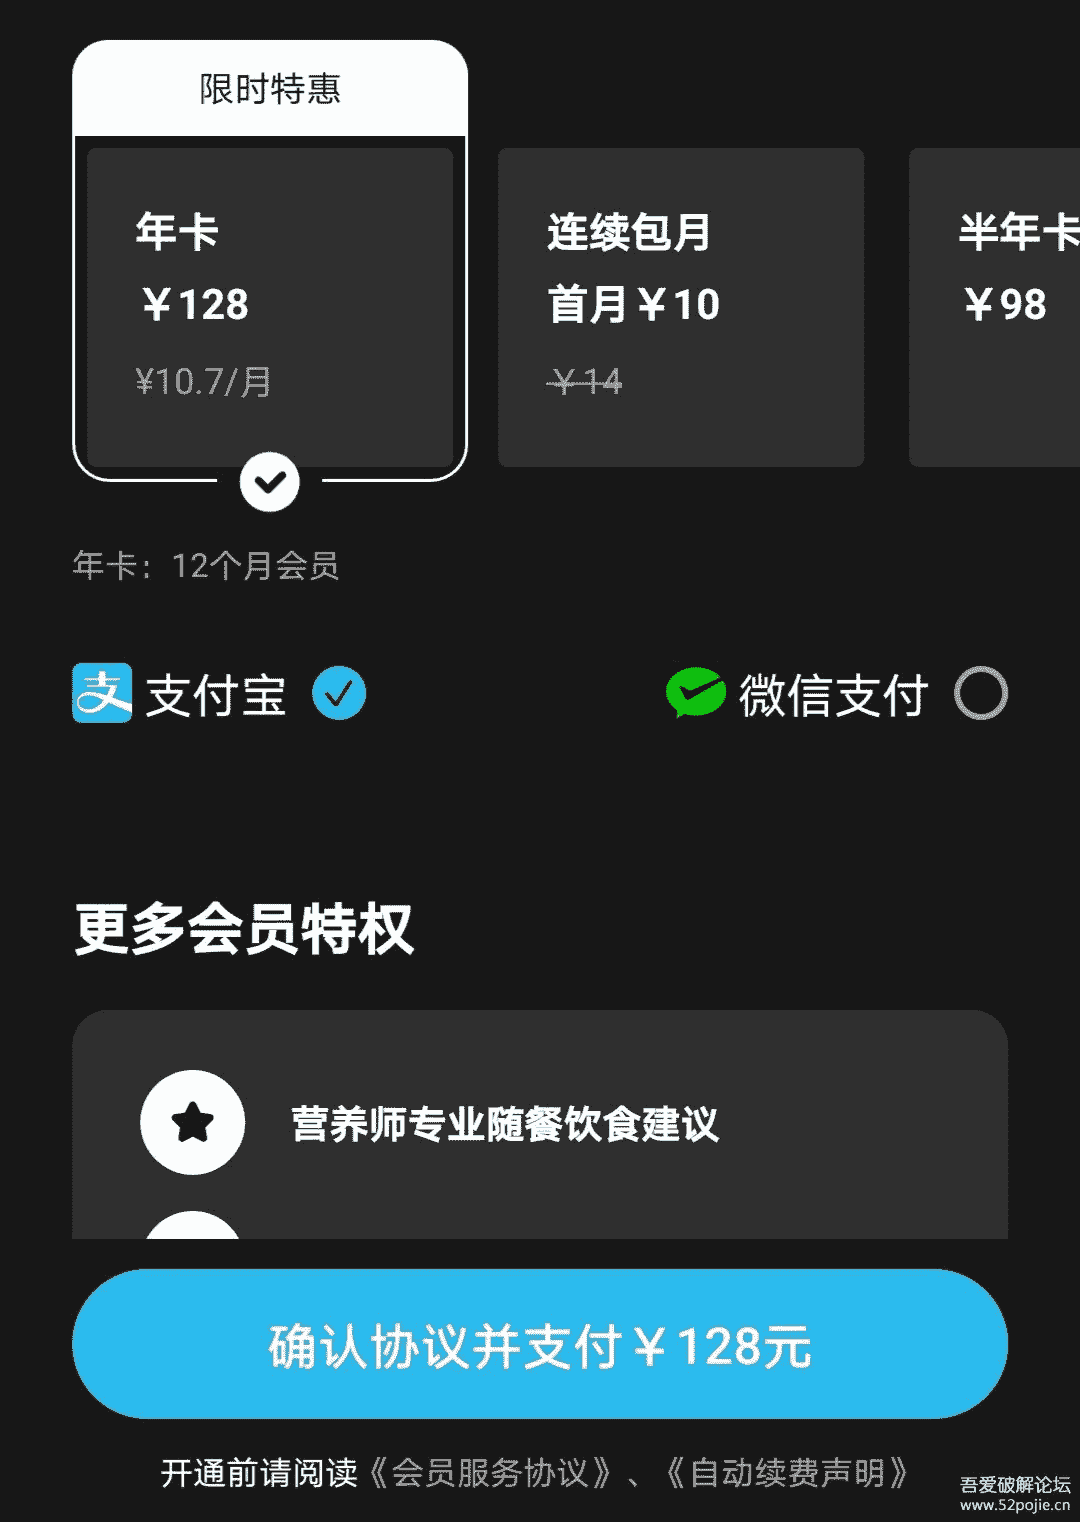 限时特惠
年卡
￥128
¥10.7/月
连续包月
首月￥10
￥14
半年卡
￥98
年卡：12个月会员
支付宝
微信支付
更多会员特权
营养师专业随餐饮食建议
确认协议并支付￥128元
开通前请阅读《会员服务协议》、《自动续费声明》
吾爱破解论坛
www.52pojie.cn